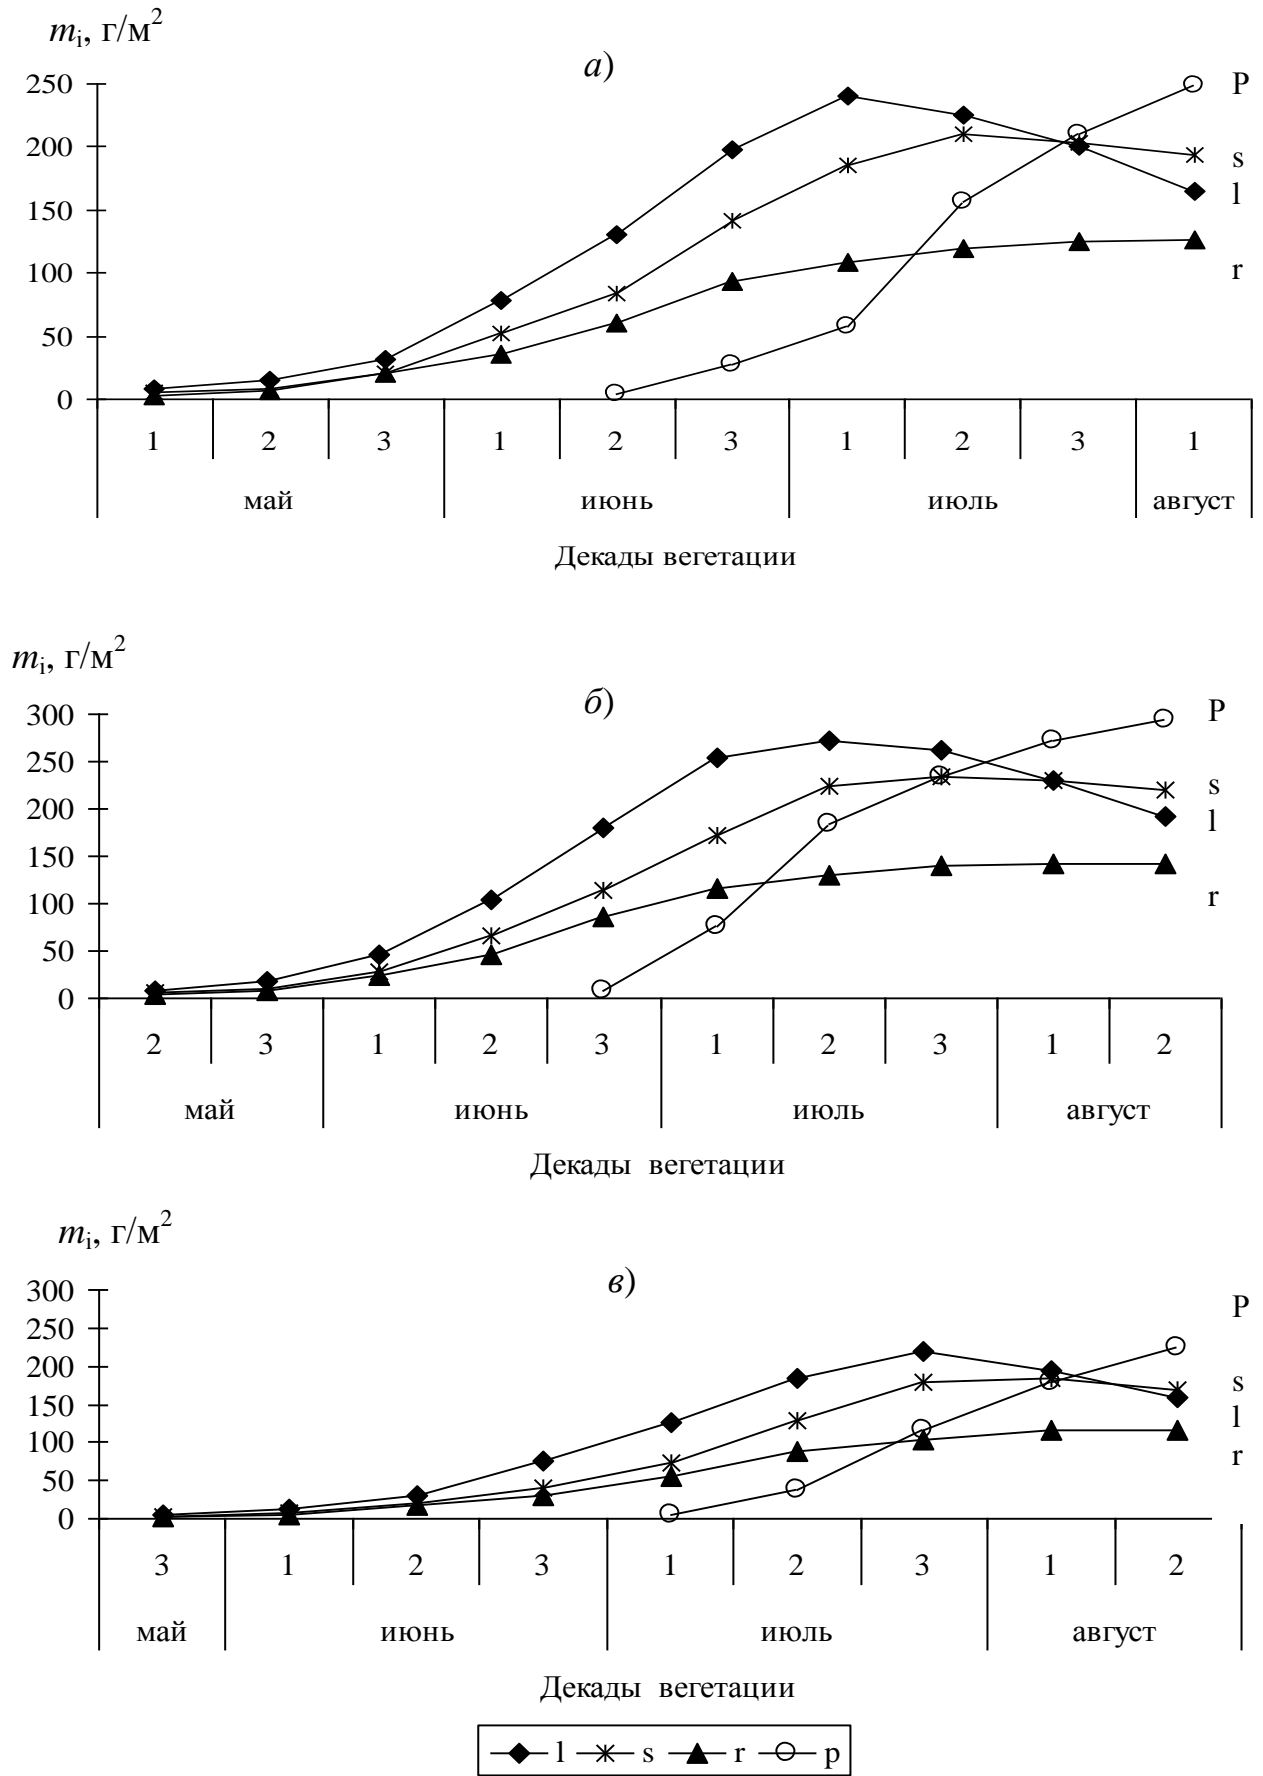 mᵢ, г/м²
а)
250
200
150
100
50
0
P
s
l
r
1 2 3 1 2 3 1 2 3 1
май июнь июль август
Декады вегетации
mᵢ, г/м²
б)
300
250
200
150
100
50
0
P
s
l
r
2 3 1 2 3 1 2 3 1 2
май июнь июль август
Декады вегетации
mᵢ, г/м²
в)
300
250
200
150
100
50
0
P
s
l
r
3 1 2 3 1 2 3 1 2
май июнь июль август
Декады вегетации
l s r p